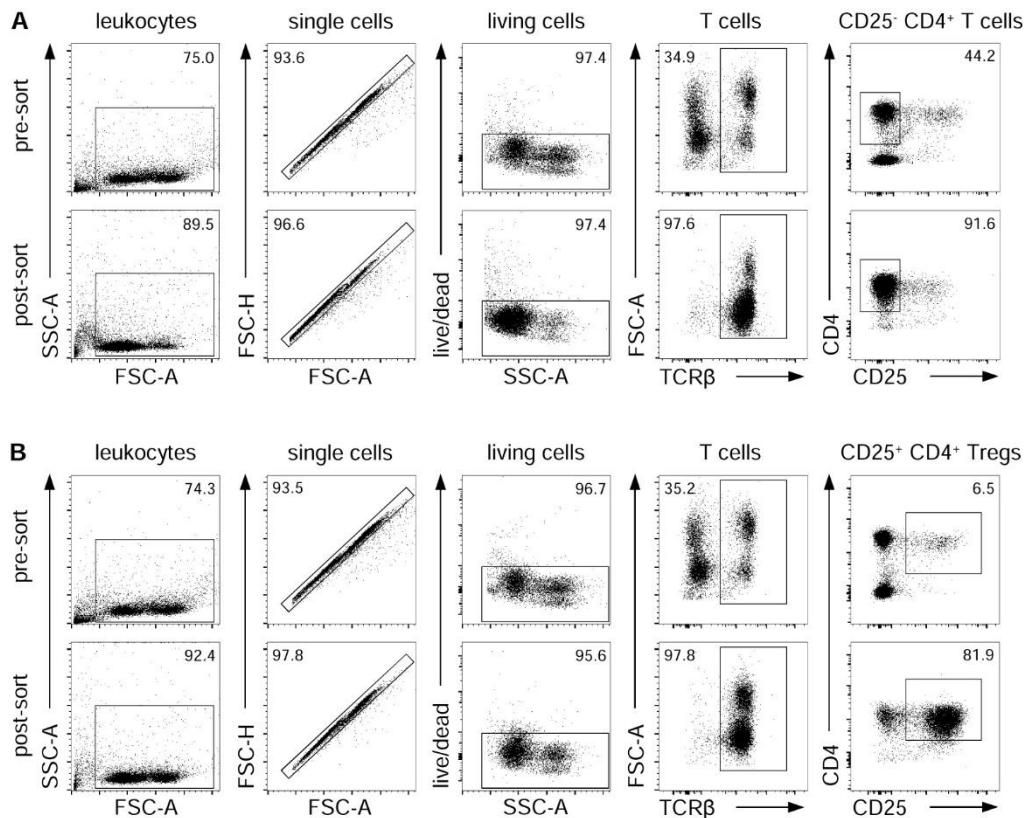 A
leukocytes single cells living cells T cells CD25⁻ CD4⁺ T cells
pre-sort 75.0 93.6 97.4 34.9 44.2
post-sort 89.5 96.6 97.4 97.6 91.6
SSC-A FSC-H live/dead FSC-A CD4
FSC-A FSC-A SSC-A TCRβ CD25
B
leukocytes single cells living cells T cells CD25⁺ CD4⁺ Tregs
pre-sort 74.3 93.5 96.7 35.2 6.5
post-sort 92.4 97.8 95.6 97.8 81.9
SSC-A FSC-H live/dead FSC-A CD4
FSC-A FSC-A SSC-A TCRβ CD25